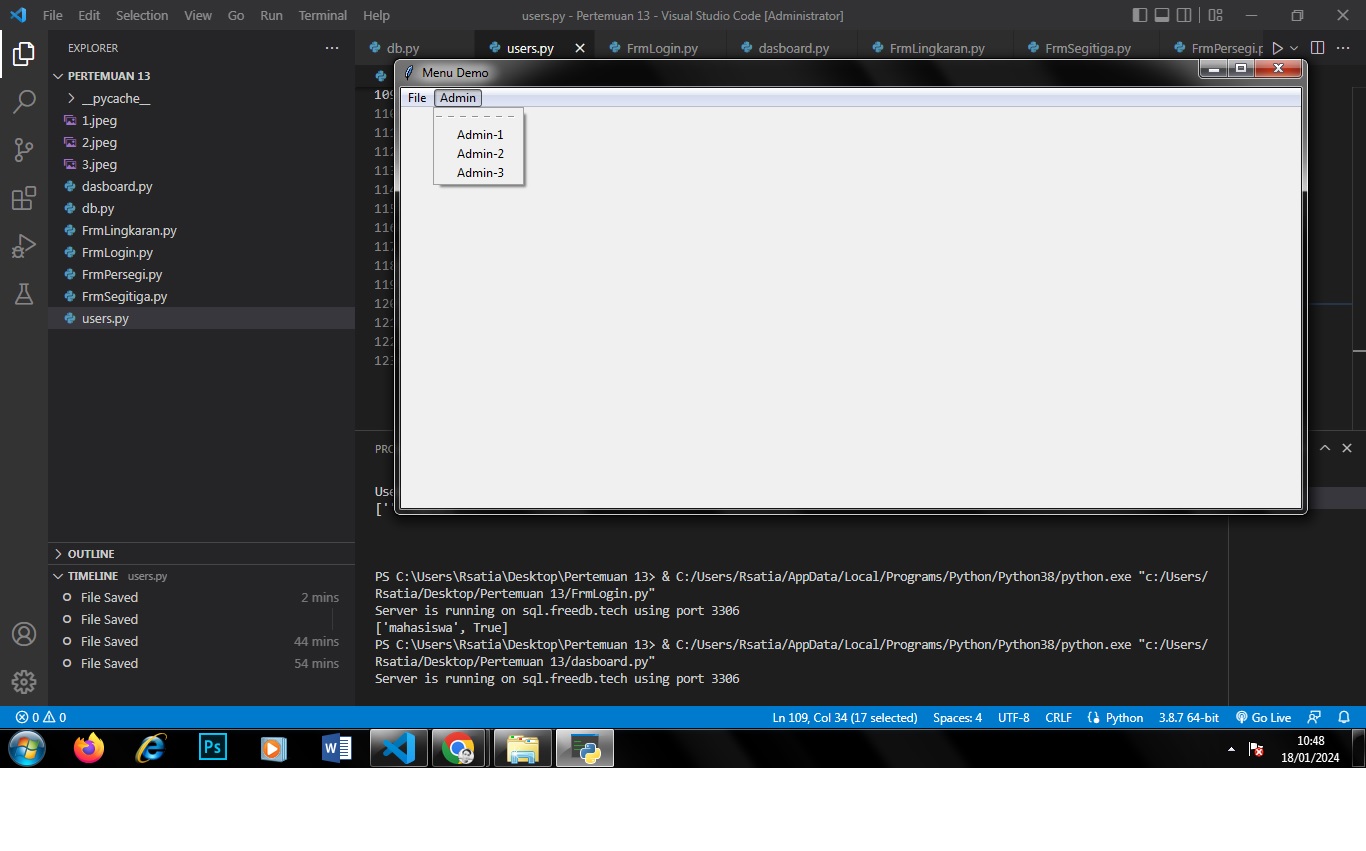 File Edit Selection View Go Run Terminal Help
users.py - Pertemuan 13 - Visual Studio Code [Administrator]
EXPLORER
db.py
users.py
FrmLogin.py
dasboard.py
FrmLingkaran.py
FrmSegitiga.py
FrmPersegi.p
PERTEMUAN 13
__pycache__
1.jpeg
2.jpeg
3.jpeg
dasboard.py
db.py
FrmLingkaran.py
FrmLogin.py
FrmPersegi.py
FrmSegitiga.py
users.py
Menu Demo
File Admin
Admin-1
Admin-2
Admin-3
OUTLINE
TIMELINE users.py
File Saved 2 mins
File Saved
File Saved 44 mins
File Saved 54 mins
PS C:\Users\Rsatia\Desktop\Pertemuan 13> & C:/Users/Rsatia/AppData/Local/Programs/Python/Python38/python.exe "c:/Users/
Rsatia/Desktop/Pertemuan 13/FrmLogin.py"
Server is running on sql.freedb.tech using port 3306
['mahasiswa', True]
PS C:\Users\Rsatia\Desktop\Pertemuan 13> & C:/Users/Rsatia/AppData/Local/Programs/Python/Python38/python.exe "c:/Users/
Rsatia/Desktop/Pertemuan 13/dasboard.py"
Server is running on sql.freedb.tech using port 3306
0 0
Ln 109, Col 34 (17 selected) Spaces: 4 UTF-8 CRLF Python 3.8.7 64-bit Go Live
Ps
W
10:48
18/01/2024